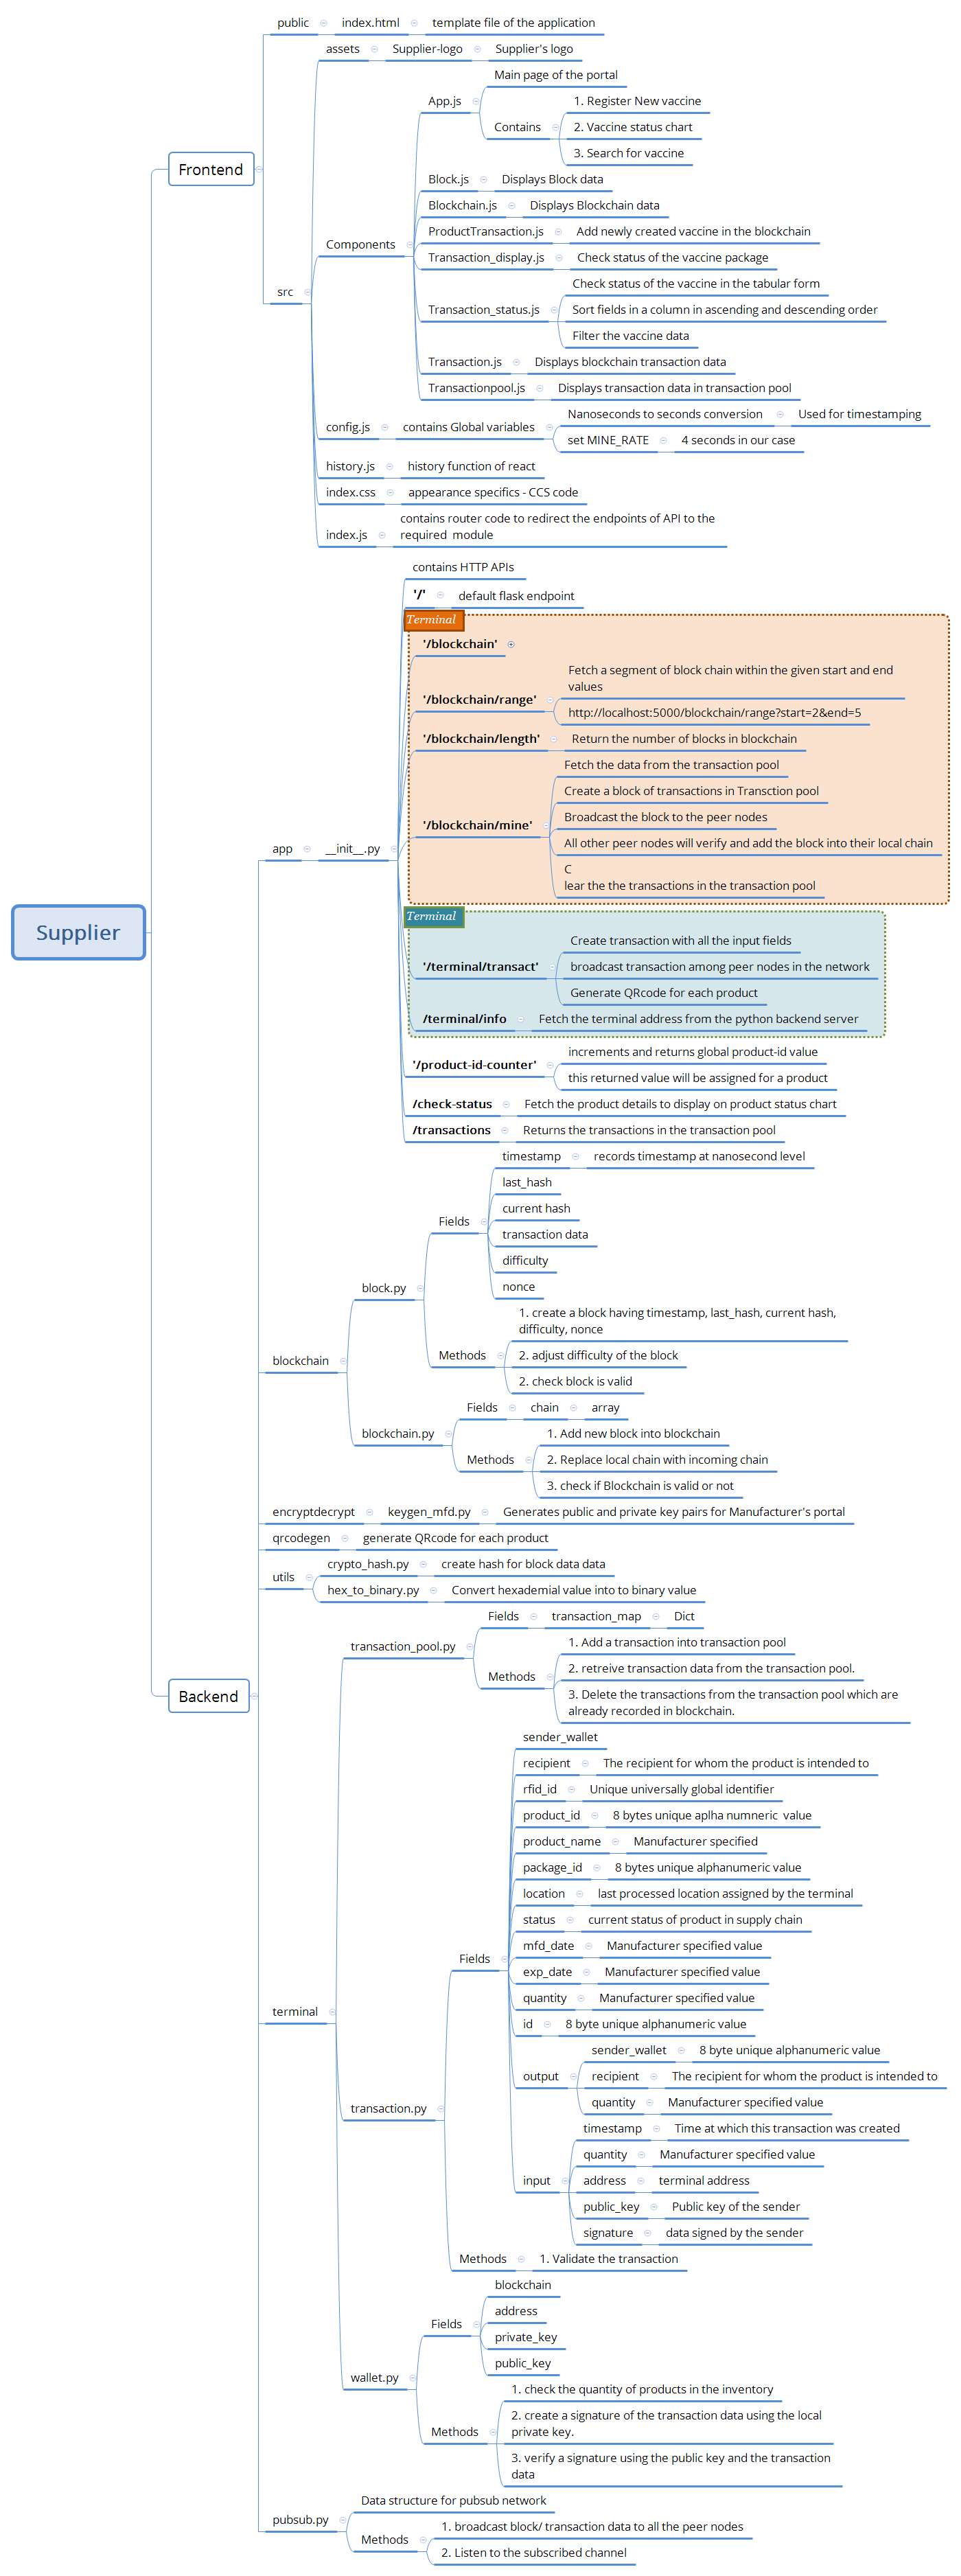 Supplier
Frontend
public
index.html
template file of the application
src
assets
Supplier-logo
Supplier's logo
Components
App.js
Main page of the portal
Contains
1. Register New vaccine
2. Vaccine status chart
3. Search for vaccine
Block.js
Displays Block data
Blockchain.js
Displays Blockchain data
ProductTransaction.js
Add newly created vaccine in the blockchain
Transaction_display.js
Check status of the vaccine package
Transaction_status.js
Check status of the vaccine in the tabular form
Sort fields in a column in ascending and descending order
Filter the vaccine data
Transaction.js
Displays blockchain transaction data
Transactionpool.js
Displays transaction data in transaction pool
config.js
contains Global variables
Nanoseconds to seconds conversion
Used for timestamping
set MINE_RATE
4 seconds in our case
history.js
history function of react
index.css
appearance specifics - CCS code
index.js
contains router code to redirect the endpoints of API to the
required  module
Backend
app
__init__.py
contains HTTP APIs
'/'
default flask endpoint
Terminal
'/blockchain'
'/blockchain/range'
Fetch a segment of block chain within the given start and end
values
http://localhost:5000/blockchain/range?start=2&end=5
'/blockchain/length'
Return the number of blocks in blockchain
'/blockchain/mine'
Fetch the data from the transaction pool
Create a block of transactions in Transction pool
Broadcast the block to the peer nodes
All other peer nodes will verify and add the block into their local chain
C
lear the the transactions in the transaction pool
Terminal
'/terminal/transact'
Create transaction with all the input fields
broadcast transaction among peer nodes in the network
Generate QRcode for each product
/terminal/info
Fetch the terminal address from the python backend server
'/product-id-counter'
increments and returns global product-id value
this returned value will be assigned for a product
/check-status
Fetch the product details to display on product status chart
/transactions
Returns the transactions in the transaction pool
blockchain
block.py
Fields
timestamp
records timestamp at nanosecond level
last_hash
current hash
transaction data
difficulty
nonce
Methods
1. create a block having timestamp, last_hash, current hash,
difficulty, nonce
2. adjust difficulty of the block
2. check block is valid
blockchain.py
Fields
chain
array
Methods
1. Add new block into blockchain
2. Replace local chain with incoming chain
3. check if Blockchain is valid or not
encryptdecrypt
keygen_mfd.py
Generates public and private key pairs for Manufacturer's portal
qrcodegen
generate QRcode for each product
utils
crypto_hash.py
create hash for block data data
hex_to_binary.py
Convert hexademial value into to binary value
terminal
transaction_pool.py
Fields
transaction_map
Dict
Methods
1. Add a transaction into transaction pool
2. retreive transaction data from the transaction pool.
3. Delete the transactions from the transaction pool which are
already recorded in blockchain.
transaction.py
Fields
sender_wallet
recipient
The recipient for whom the product is intended to
rfid_id
Unique universally global identifier
product_id
8 bytes unique aplha numneric  value
product_name
Manufacturer specified
package_id
8 bytes unique alphanumeric value
location
last processed location assigned by the terminal
status
current status of product in supply chain
mfd_date
Manufacturer specified value
exp_date
Manufacturer specified value
quantity
Manufacturer specified value
id
8 byte unique alphanumeric value
output
sender_wallet
8 byte unique alphanumeric value
recipient
The recipient for whom the product is intended to
quantity
Manufacturer specified value
input
timestamp
Time at which this transaction was created
quantity
Manufacturer specified value
address
terminal address
public_key
Public key of the sender
signature
data signed by the sender
Methods
1. Validate the transaction
wallet.py
Fields
blockchain
address
private_key
public_key
Methods
1. check the quantity of products in the inventory
2. create a signature of the transaction data using the local
private key.
3. verify a signature using the public key and the transaction
data
pubsub.py
Data structure for pubsub network
Methods
1. broadcast block/ transaction data to all the peer nodes
2. Listen to the subscribed channel